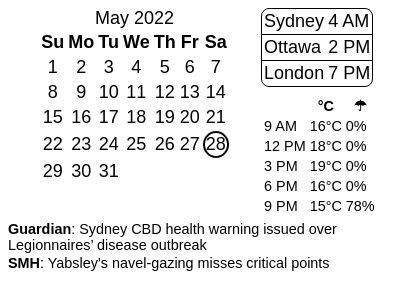 May 2022
Su Mo Tu We Th Fr Sa
1 2 3 4 5 6 7
8 9 10 11 12 13 14
15 16 17 18 19 20 21
22 23 24 25 26 27 28
29 30 31
Sydney 4 AM
Ottawa 2 PM
London 7 PM
°C ☂
9 AM 16°C 0%
12 PM 18°C 0%
3 PM 19°C 0%
6 PM 16°C 0%
9 PM 15°C 78%
Guardian: Sydney CBD health warning issued over
Legionnaires’ disease outbreak
SMH: Yabsley’s navel-gazing misses critical points